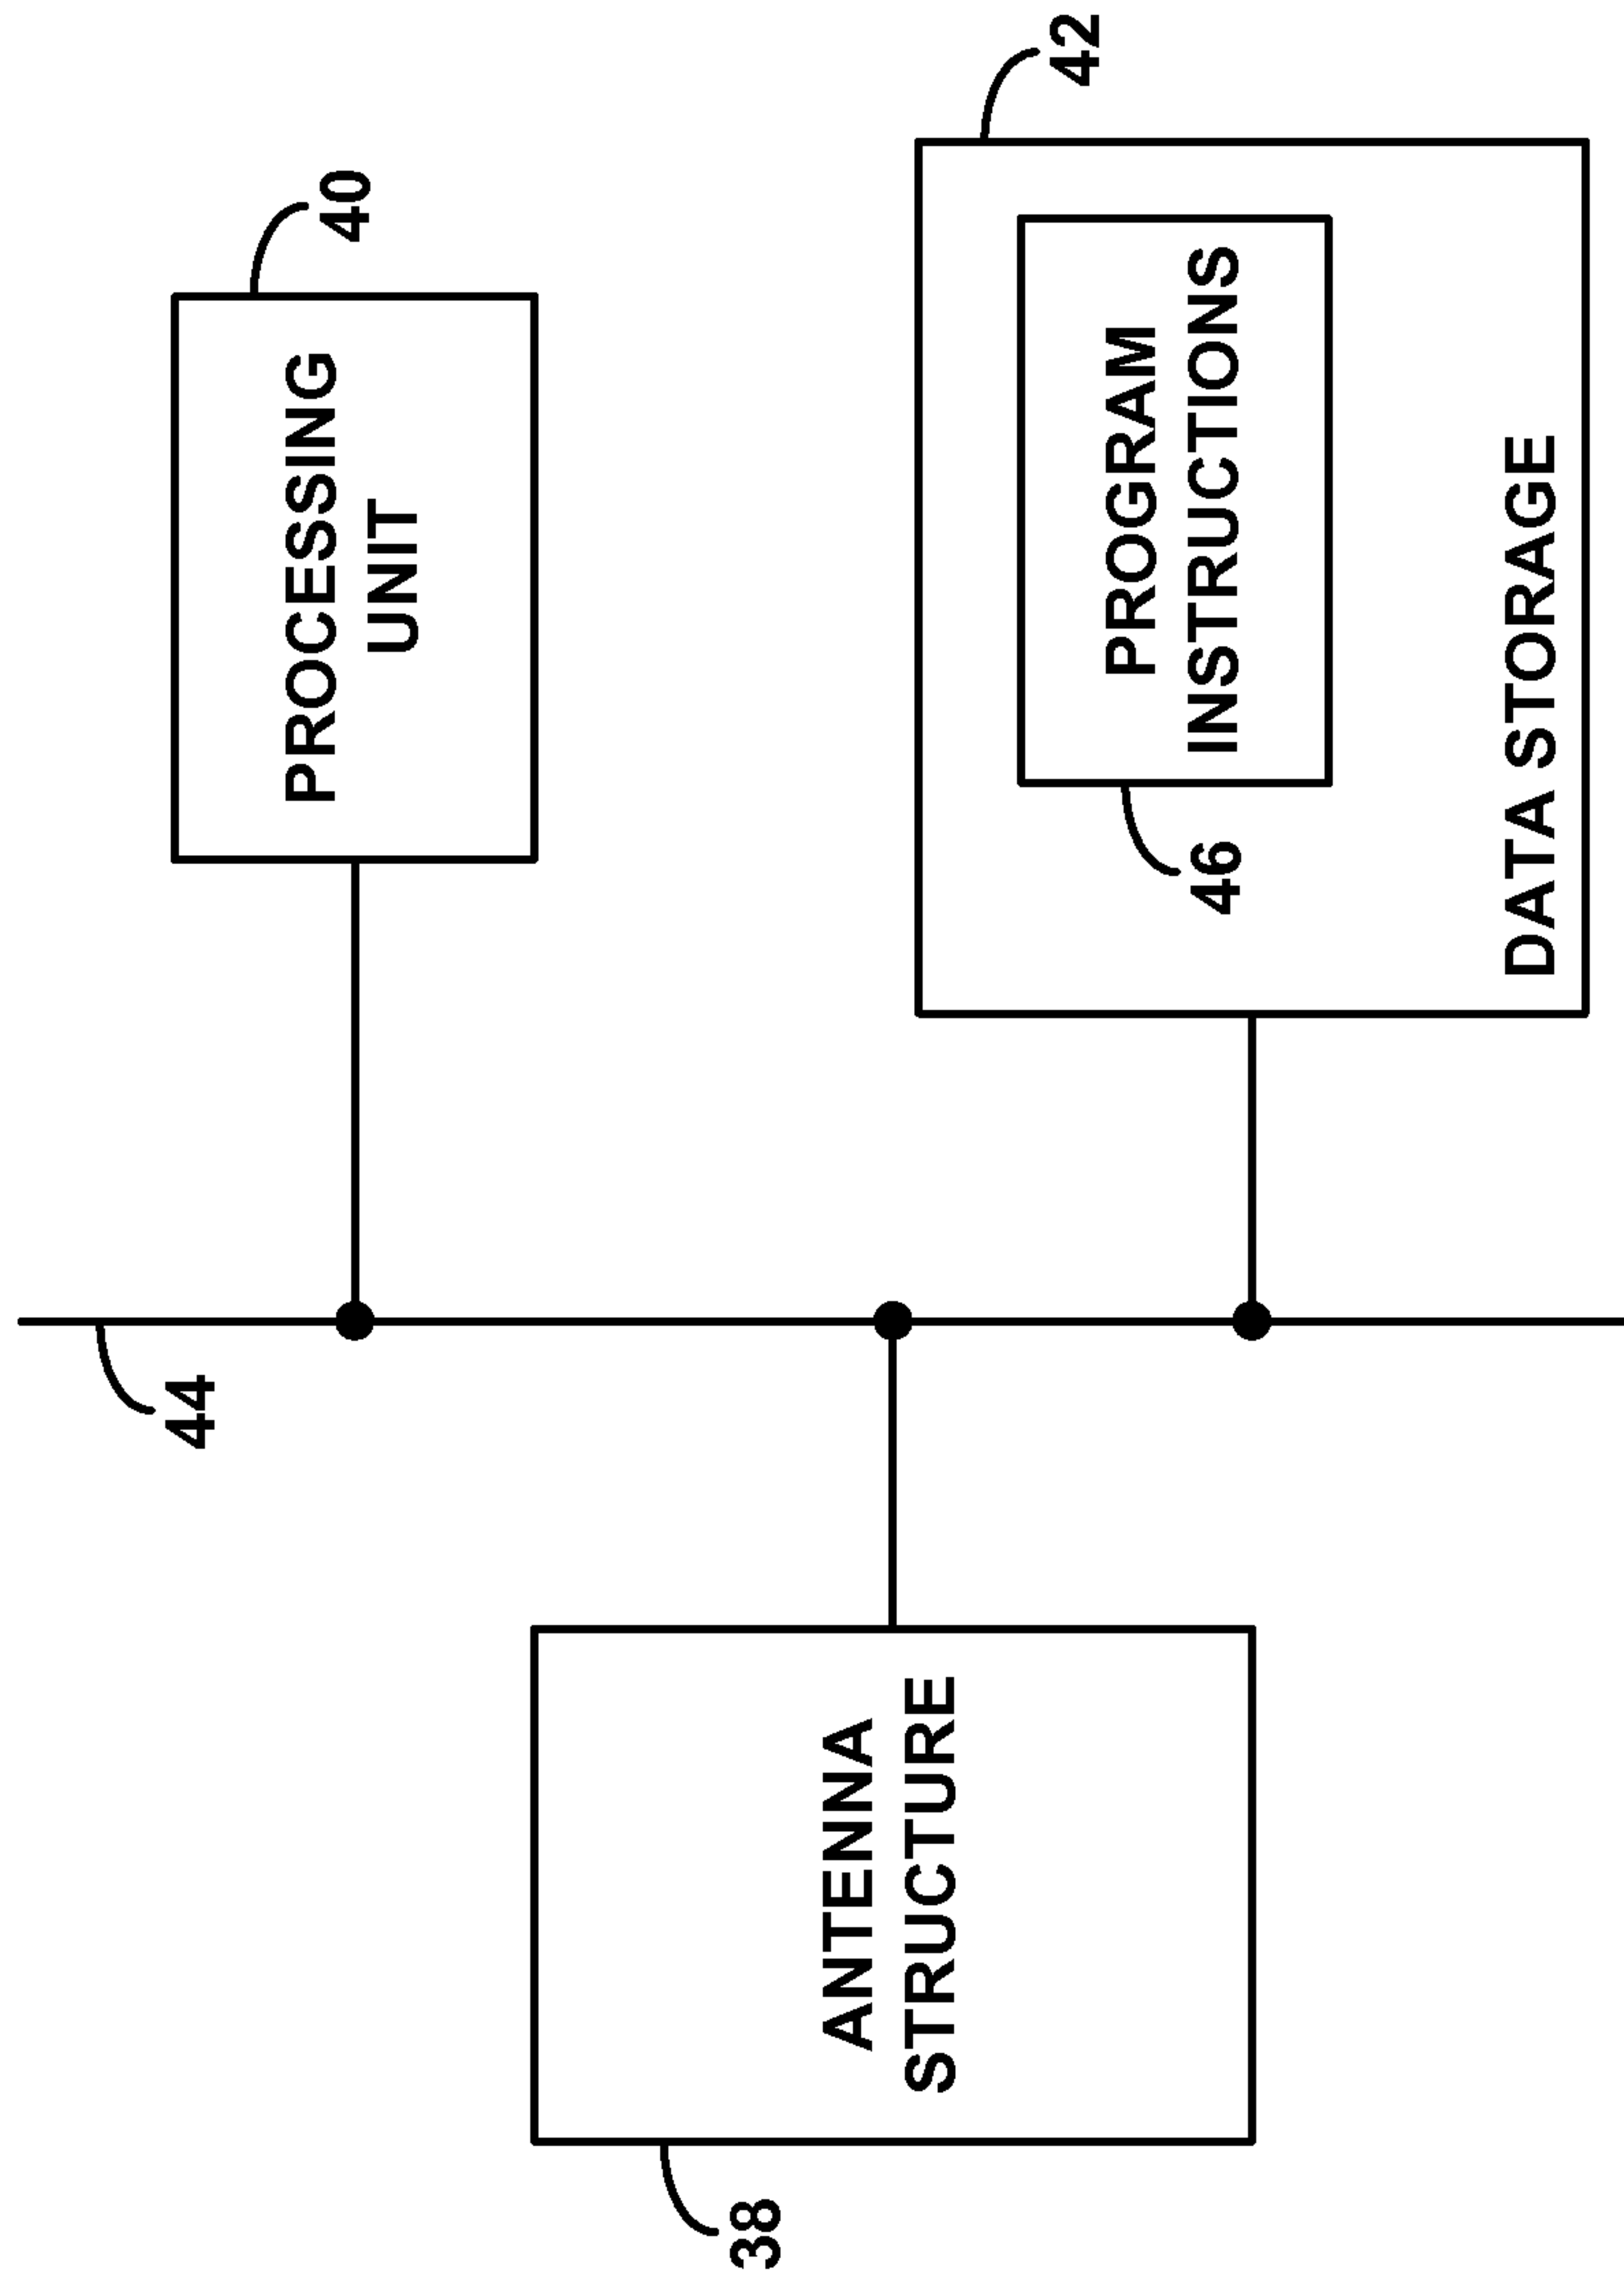 44
40
PROCESSING
UNIT
38
ANTENNA
STRUCTURE
42
PROGRAM
INSTRUCTIONS
46
DATA STORAGE